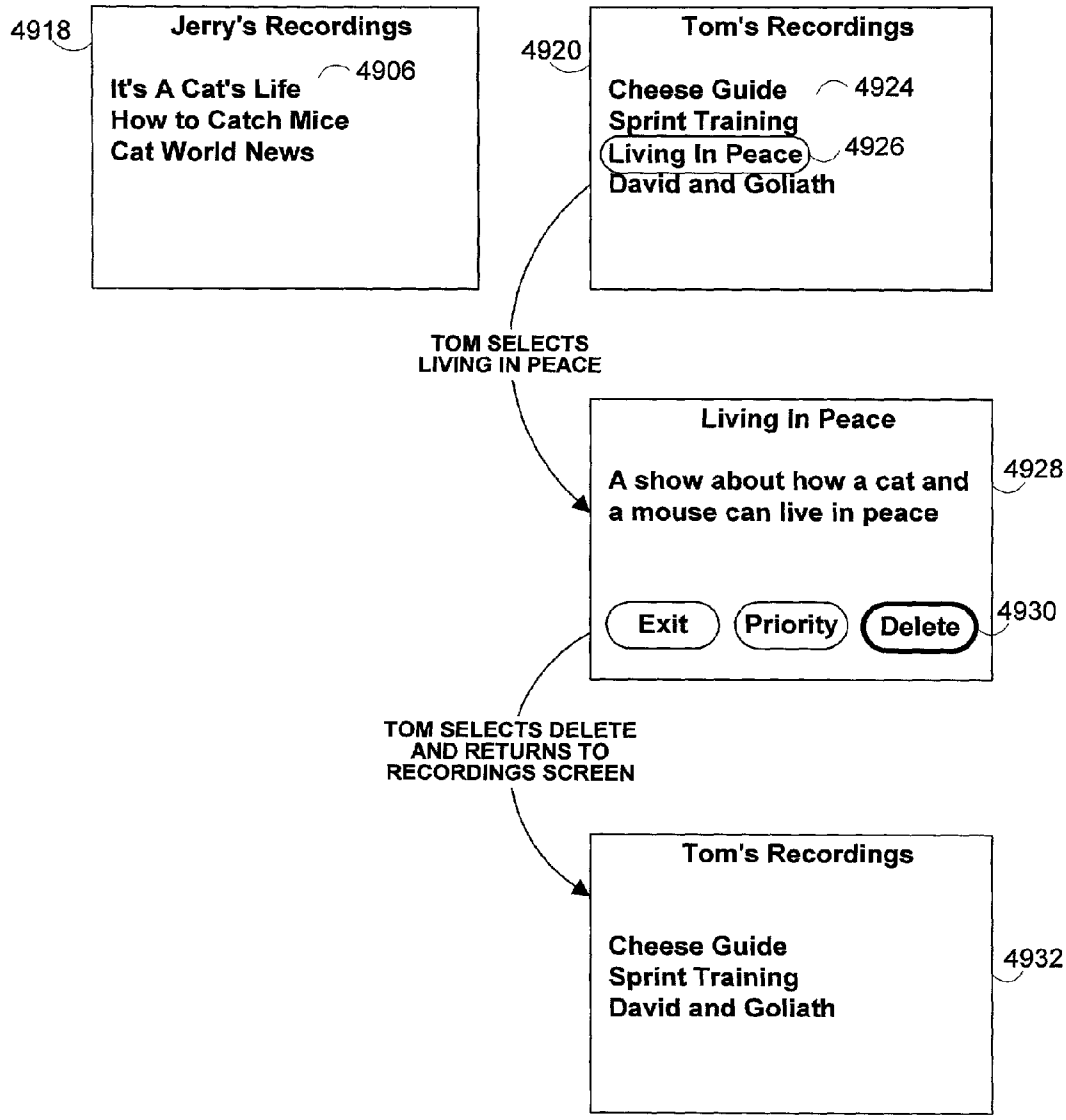 4918
Jerry's Recordings
4906
It's A Cat's Life
How to Catch Mice
Cat World News
4920
Tom's Recordings
Cheese Guide
4924
Sprint Training
Living In Peace
4926
David and Goliath
TOM SELECTS
LIVING IN PEACE
Living In Peace
4928
A show about how a cat and
a mouse can live in peace
Exit
Priority
Delete
4930
TOM SELECTS DELETE
AND RETURNS TO
RECORDINGS SCREEN
Tom's Recordings
4932
Cheese Guide
Sprint Training
David and Goliath